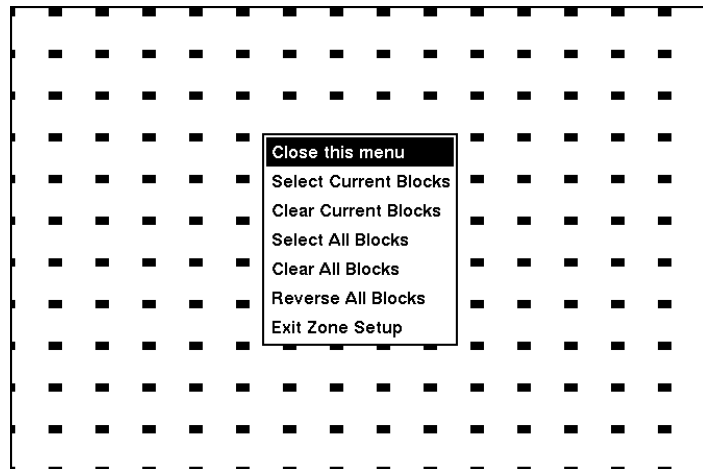 Close this menu
Select Current Blocks
Clear Current Blocks
Select All Blocks
Clear All Blocks
Reverse All Blocks
Exit Zone Setup